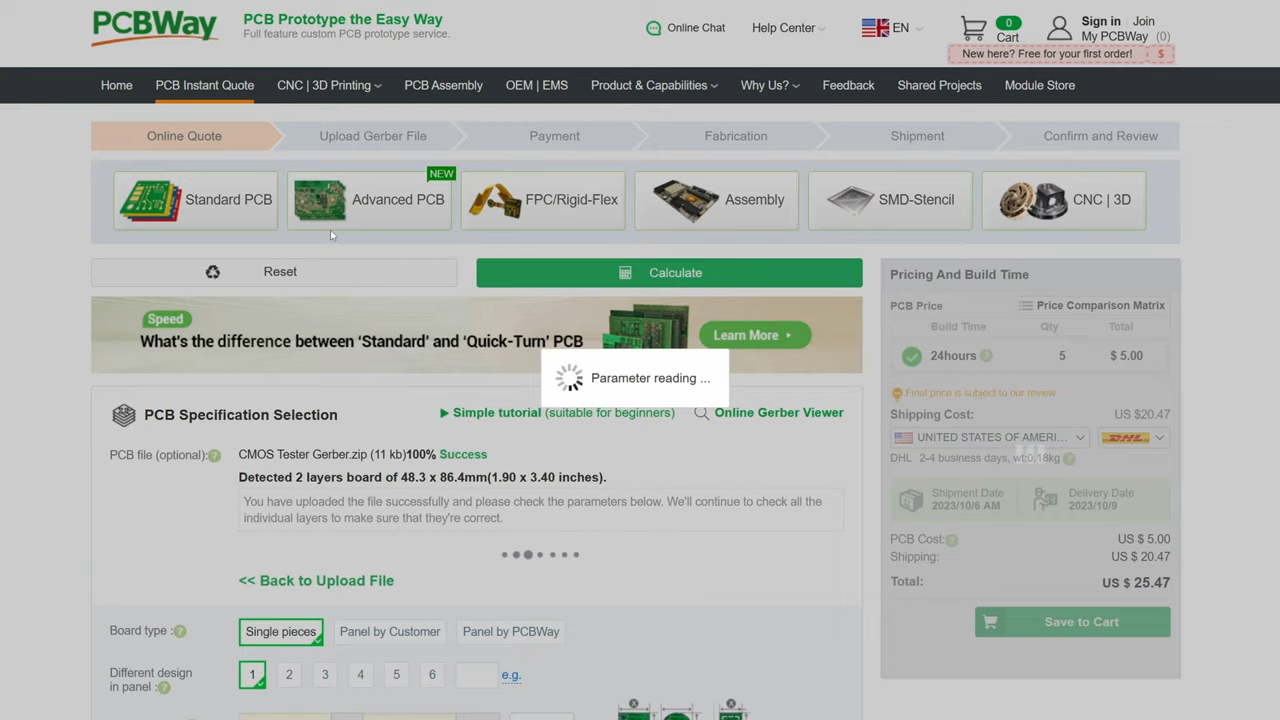 PCBWay
PCB Prototype the Easy Way
Full feature custom PCB prototype service.
Online Chat
Help Center
EN
0
Cart
Sign in
Join
My PCBWay (0)
New here? Free for your first order! $
Home
PCB Instant Quote
CNC | 3D Printing
PCB Assembly
OEM | EMS
Product & Capabilities
Why Us?
Feedback
Shared Projects
Module Store
Online Quote
Upload Gerber File
Payment
Fabrication
Shipment
Confirm and Review
Standard PCB
NEW
Advanced PCB
FPC/Rigid-Flex
Assembly
SMD-Stencil
CNC | 3D
Reset
Calculate
Speed
What's the difference between 'Standard' and 'Quick-Turn' PCB
Learn More
Parameter reading ...
PCB Specification Selection
Simple tutorial (suitable for beginners)
Online Gerber Viewer
PCB file (optional): ?
CMOS Tester Gerber.zip (11 kb)100% Success
Detected 2 layers board of 48.3 x 86.4mm(1.90 x 3.40 inches).
You have uploaded the file successfully and please check the parameters below. We'll continue to check all the
individual layers to make sure that they're correct.
<< Back to Upload File
Board type : ?
Single pieces
Panel by Customer
Panel by PCBWay
Different design
in panel : ?
1
2
3
4
5
6
e.g.
Pricing And Build Time
PCB Price
Price Comparison Matrix
Build Time
Qty
Total
24hours ?
5
$ 5.00
Final price is subject to our review
Shipping Cost:
US $20.47
UNITED STATES OF AMERI...
DHL
DHL 2-4 business days, wt:0.18kg ?
Shipment Date
2023/10/6 AM
Delivery Date
2023/10/9
PCB Cost: ?
US $ 5.00
Shipping:
US $ 20.47
Total:
US $ 25.47
Save to Cart